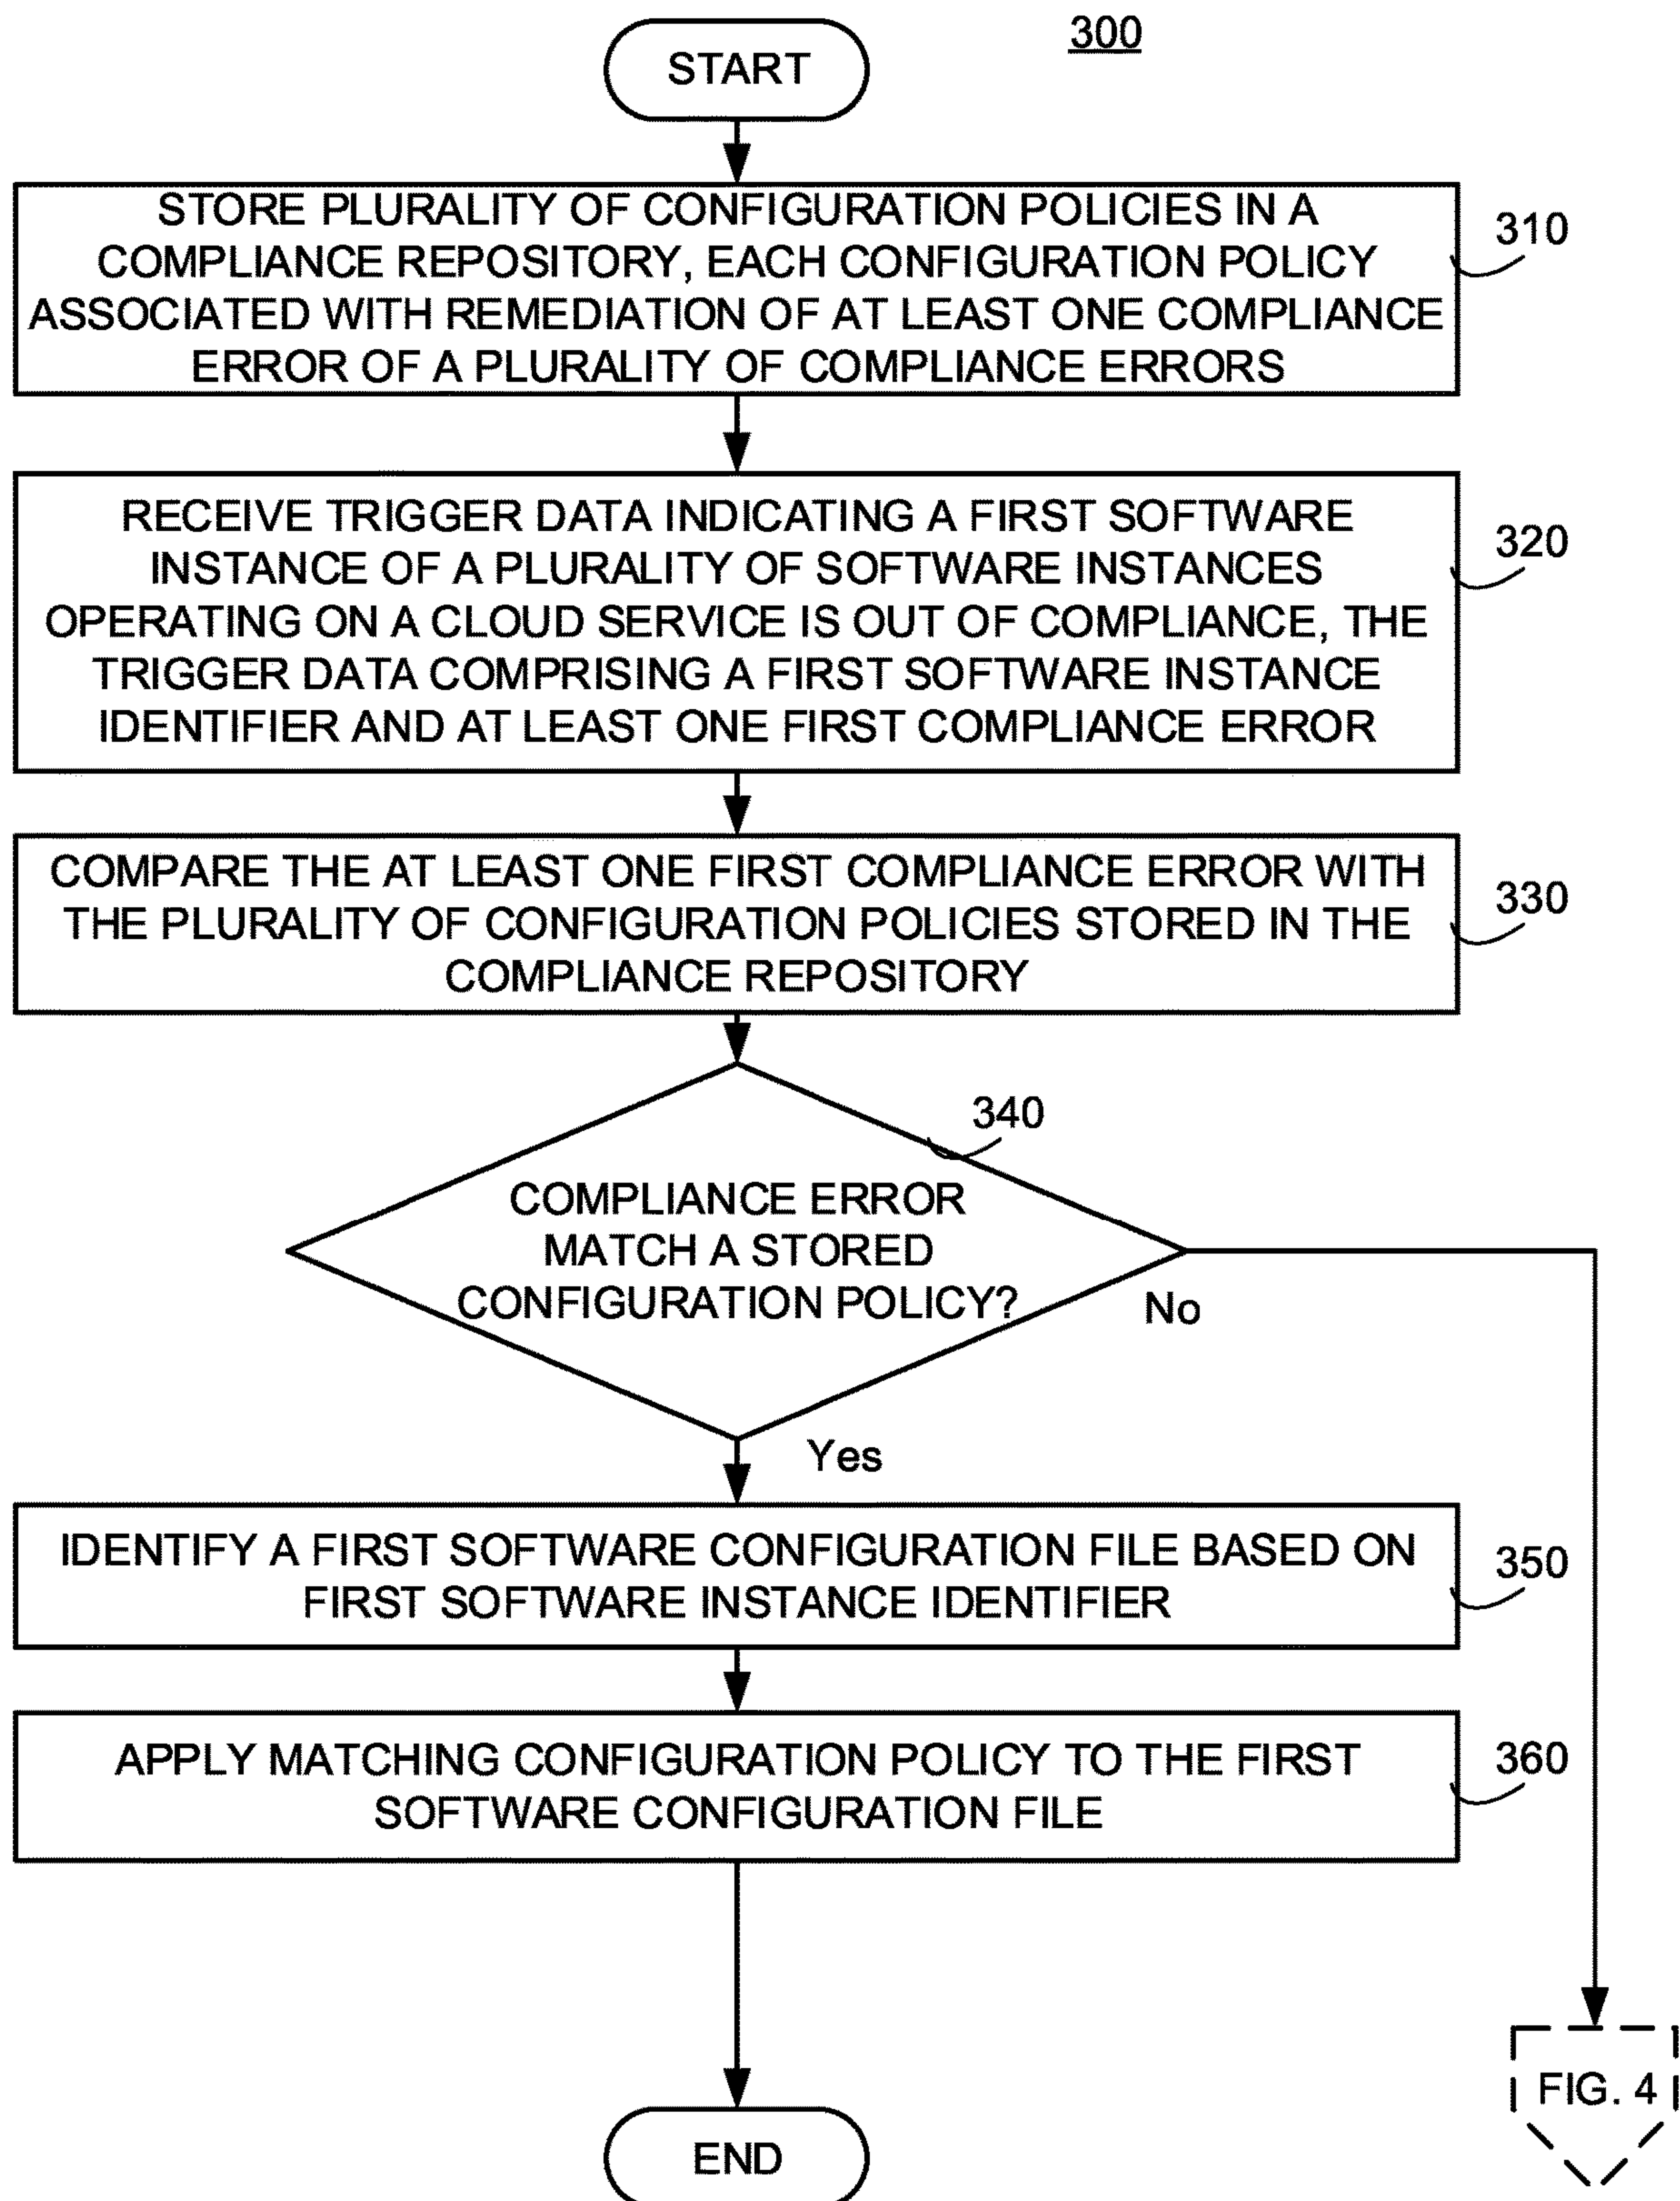 300
START
STORE PLURALITY OF CONFIGURATION POLICIES IN A
COMPLIANCE REPOSITORY, EACH CONFIGURATION POLICY
ASSOCIATED WITH REMEDIATION OF AT LEAST ONE COMPLIANCE
ERROR OF A PLURALITY OF COMPLIANCE ERRORS
310
RECEIVE TRIGGER DATA INDICATING A FIRST SOFTWARE
INSTANCE OF A PLURALITY OF SOFTWARE INSTANCES
OPERATING ON A CLOUD SERVICE IS OUT OF COMPLIANCE, THE
TRIGGER DATA COMPRISING A FIRST SOFTWARE INSTANCE
IDENTIFIER AND AT LEAST ONE FIRST COMPLIANCE ERROR
320
COMPARE THE AT LEAST ONE FIRST COMPLIANCE ERROR WITH
THE PLURALITY OF CONFIGURATION POLICIES STORED IN THE
COMPLIANCE REPOSITORY
330
340
COMPLIANCE ERROR
MATCH A STORED
CONFIGURATION POLICY?
No
Yes
IDENTIFY A FIRST SOFTWARE CONFIGURATION FILE BASED ON
FIRST SOFTWARE INSTANCE IDENTIFIER
350
APPLY MATCHING CONFIGURATION POLICY TO THE FIRST
SOFTWARE CONFIGURATION FILE
360
FIG. 4
END